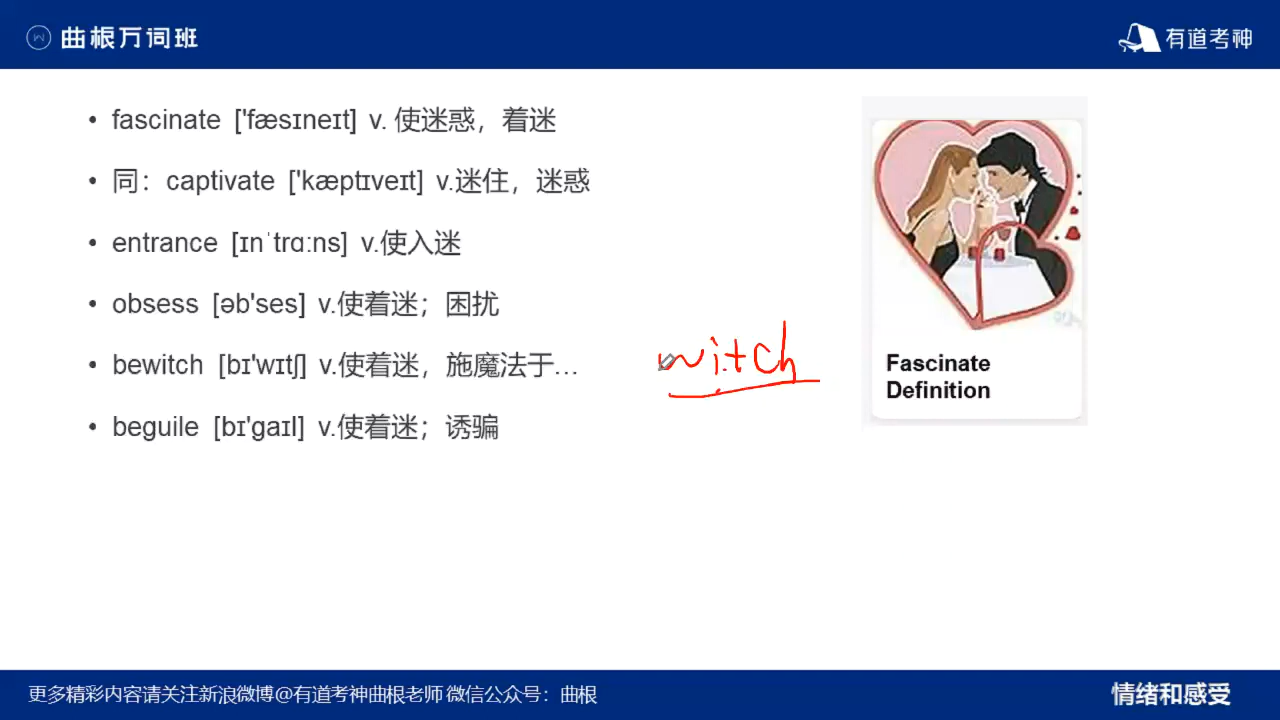 曲根万词班
有道考神
• fascinate ['fæsɪneɪt] v. 使迷惑，着迷
• 同：captivate ['kæptɪveɪt] v.迷住，迷惑
• entrance [ɪnˈtrɑːns] v.使入迷
• obsess [əb'ses] v.使着迷；困扰
• bewitch [bɪ'wɪtʃ] v.使着迷，施魔法于…
• beguile [bɪ'gaɪl] v.使着迷；诱骗
witch
Fascinate
Definition
更多精彩内容请关注新浪微博@有道考神曲根老师 微信公众号：曲根
情绪和感受